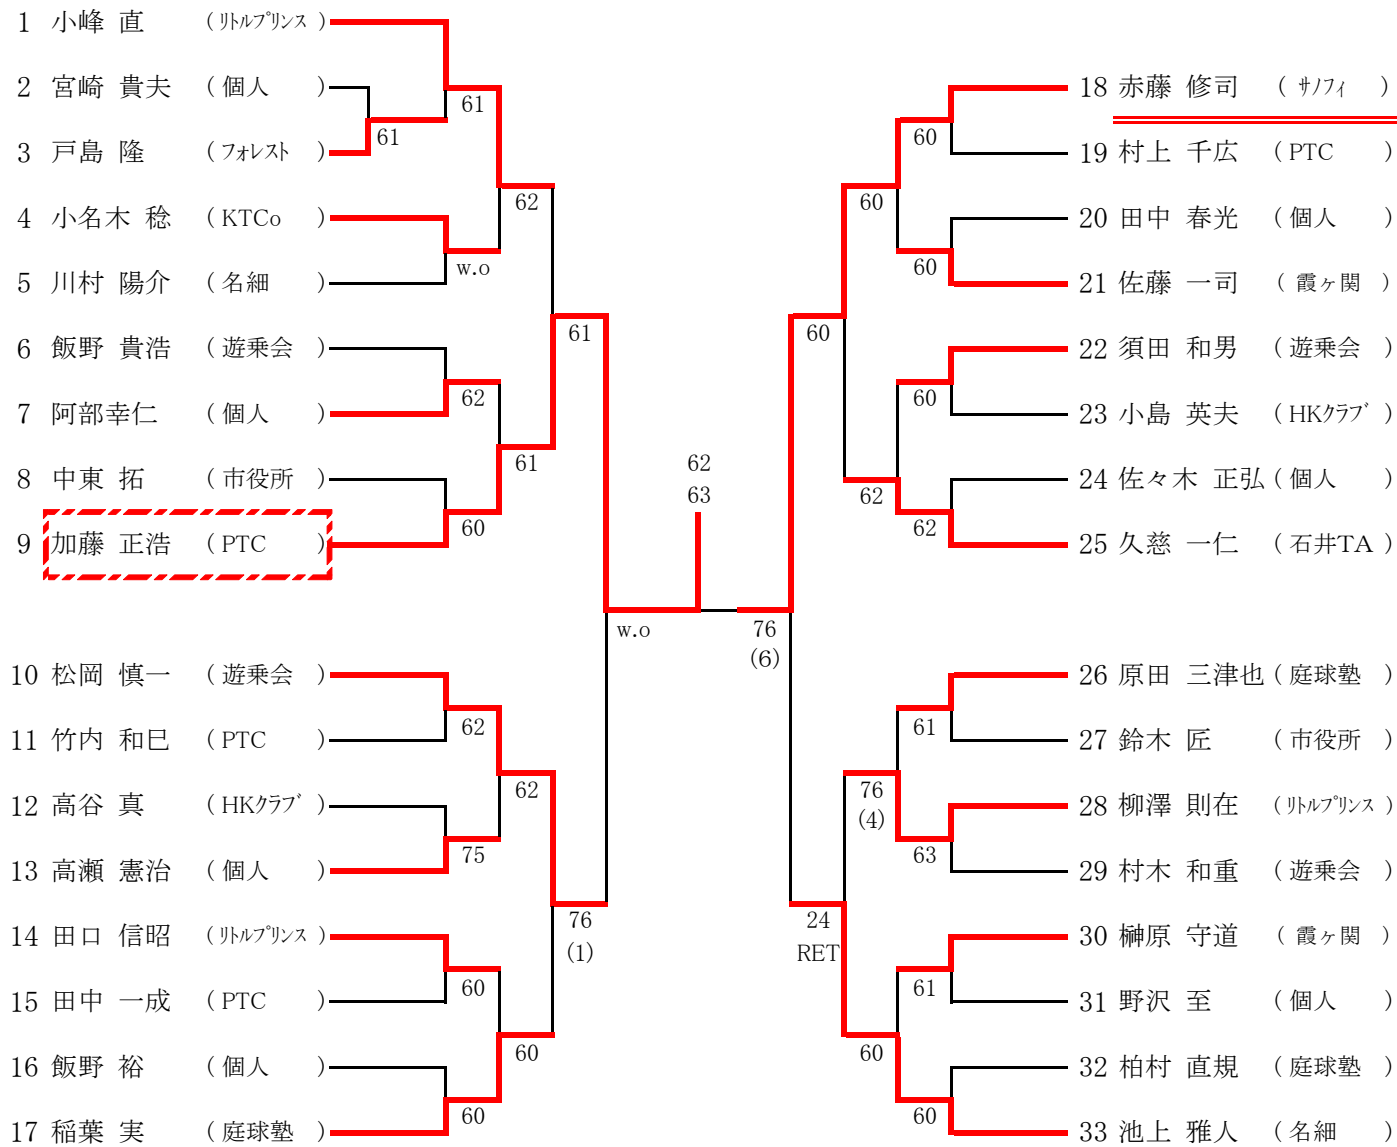 1 小峰 直 （ﾘﾄﾙﾌﾟﾘﾝｽ）
2 宮崎 貴夫 （個人）
61
3 戸島 隆 （フォレスト）
61
4 小名木 稔 （KTCo）
w.o
5 川村 陽介 （名細）
62
6 飯野 貴浩 （遊乗会）
62
7 阿部幸仁 （個人）
61
8 中東 拓 （市役所）
60
9 加藤 正浩 （PTC）
61
10 松岡 慎一 （遊乗会）
62
11 竹内 和巳 （PTC）
12 高谷 真 （HKｸﾗﾌﾞ）
62
75
13 高瀬 憲治 （個人）
76
(1)
14 田口 信昭 （ﾘﾄﾙﾌﾟﾘﾝｽ）
60
15 田中 一成 （PTC）
60
16 飯野 裕 （個人）
60
17 稲葉 実 （庭球塾）
w.o
62
63
76
(6)
18 赤藤 修司 （ｻﾉﾌｨ）
60
19 村上 千広 （PTC）
60
20 田中 春光 （個人）
60
21 佐藤 一司 （霞ヶ関）
60
22 須田 和男 （遊乗会）
60
23 小島 英夫 （HKｸﾗﾌﾞ）
24 佐々木 正弘（個人）
62
62
25 久慈 一仁 （石井TA）
26 原田 三津也（庭球塾）
61
27 鈴木 匠 （市役所）
76
(4)
28 柳澤 則在 （ﾘﾄﾙﾌﾟﾘﾝｽ）
63
29 村木 和重 （遊乗会）
24
RET
30 榊原 守道 （霞ヶ関）
61
31 野沢 至 （個人）
60
32 柏村 直規 （庭球塾）
60
33 池上 雅人 （名細）